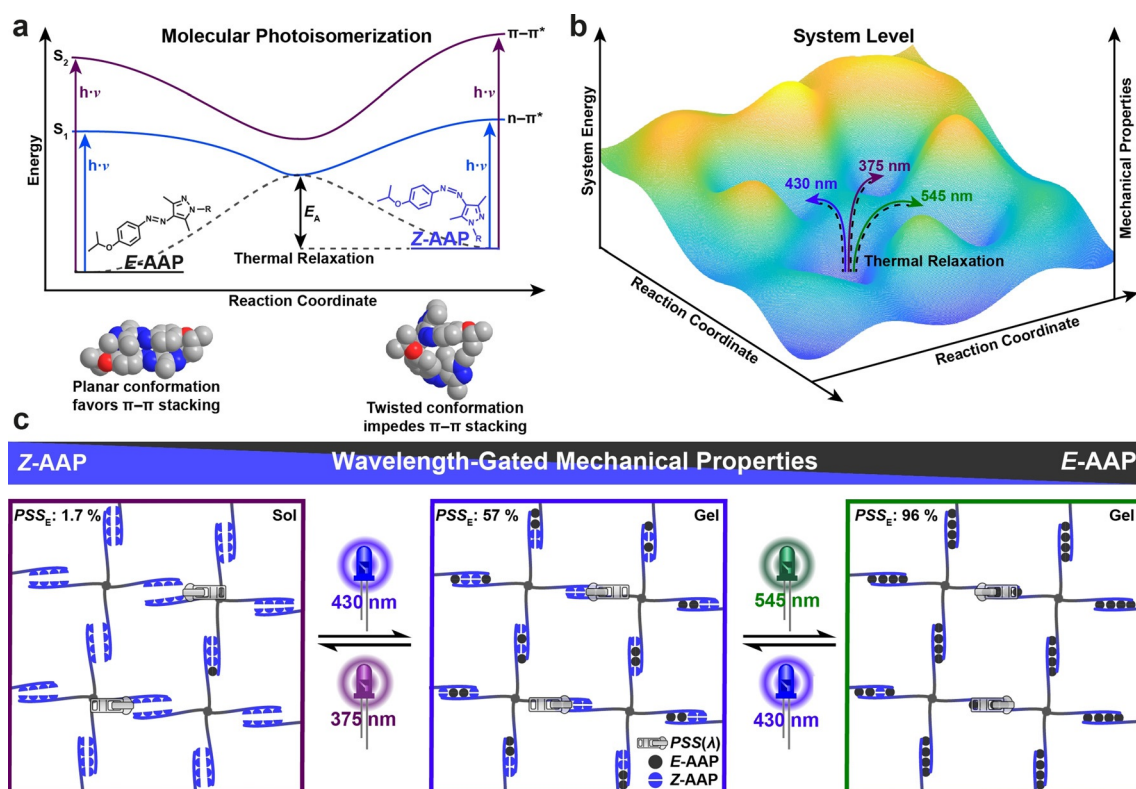 a
Molecular Photoisomerization
π–π*
S2
h·ν
h·ν
n–π*
S1
h·ν
h·ν
Energy
N
N
N
N–R
O
E-AAP
EA
O
N
N
N
N
R
Z-AAP
Thermal Relaxation
Reaction Coordinate
Planar conformation
favors π–π stacking
Twisted conformation
impedes π–π stacking
b
System Level
System Energy
Mechanical Properties
375 nm
430 nm
545 nm
Thermal Relaxation
Reaction Coordinate
Reaction Coordinate
c
Z-AAP
Wavelength-Gated Mechanical Properties
E-AAP
PSSE: 1.7 %
Sol
430 nm
375 nm
PSSE: 57 %
Gel
PSS(λ)
E-AAP
Z-AAP
545 nm
430 nm
PSSE: 96 %
Gel